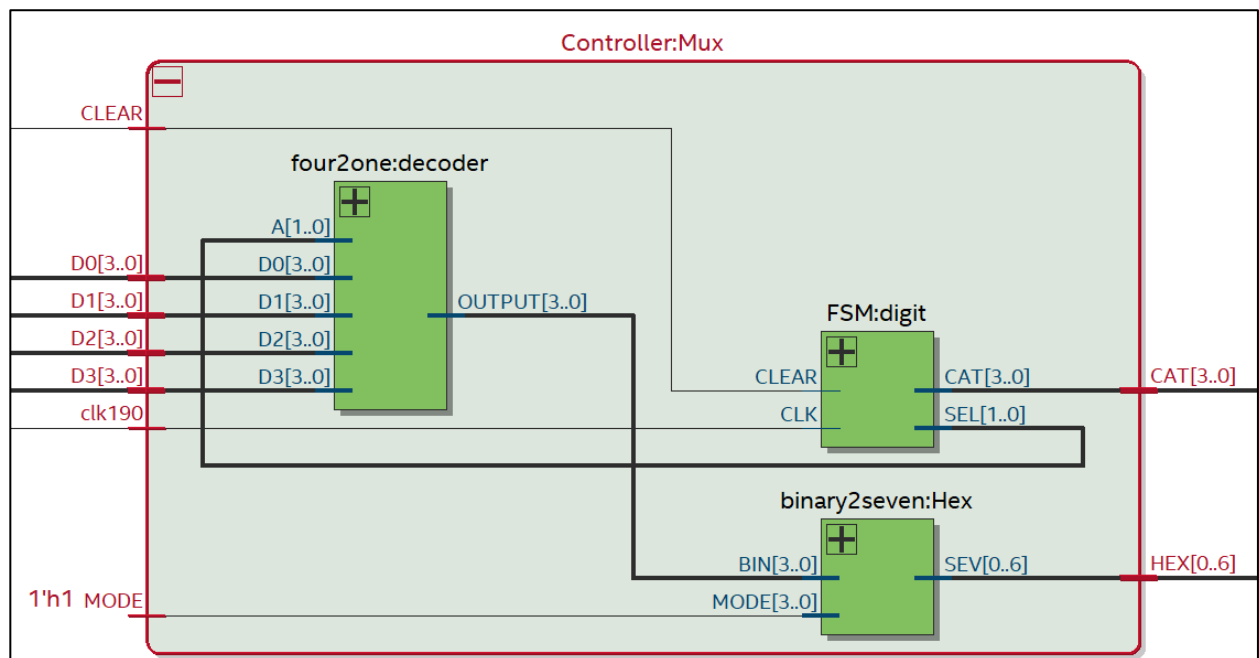 Controller:Mux
CLEAR
four2one:decoder
A[1..0]
D0[3..0] D0[3..0]
D1[3..0] D1[3..0] OUTPUT[3..0]
FSM:digit
D2[3..0] D2[3..0]
D3[3..0] D3[3..0] CLEAR CAT[3..0] CAT[3..0]
clk190 CLK SEL[1..0]
binary2seven:Hex
BIN[3..0] SEV[0..6] HEX[0..6]
1'h1 MODE MODE[3..0]